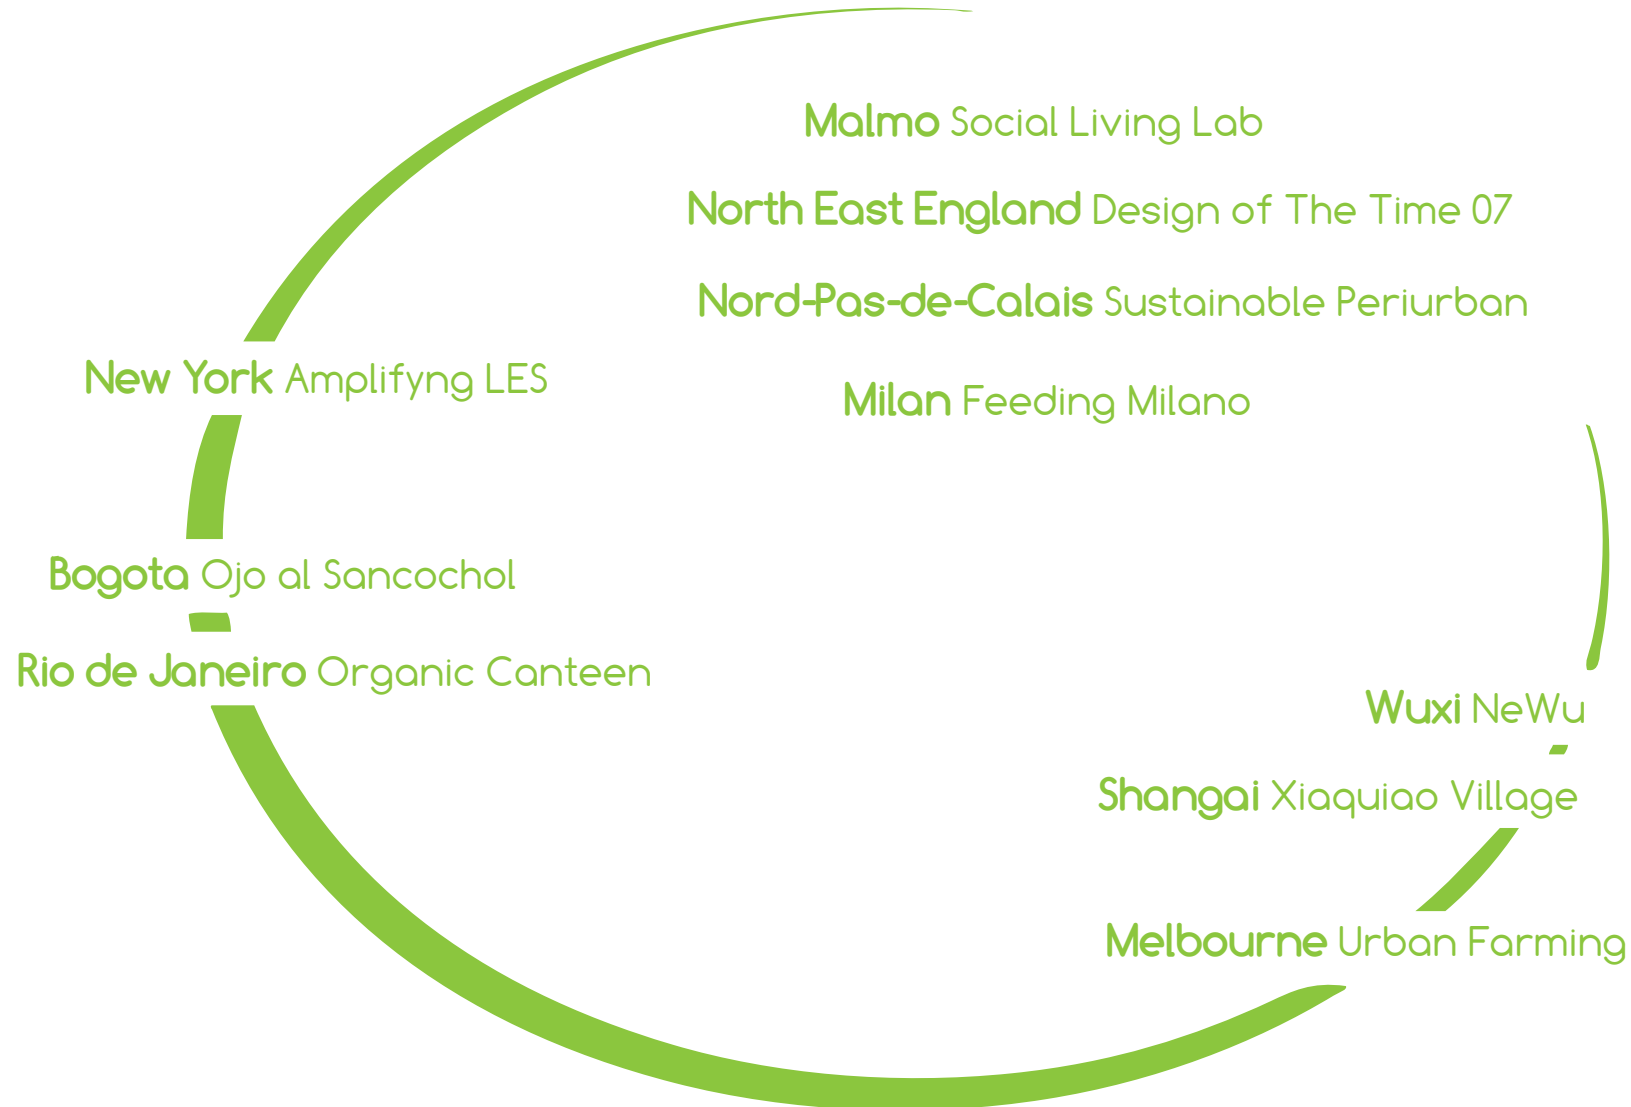 Malmo Social Living Lab
North East England Design of The Time 07
Nord-Pas-de-Calais Sustainable Periurban
New York Amplifyng LES
Milan Feeding Milano
Bogota Ojo al Sancochol
Rio de Janeiro Organic Canteen
Wuxi NeWu
Shangai Xiaquiao Village
Melbourne Urban Farming